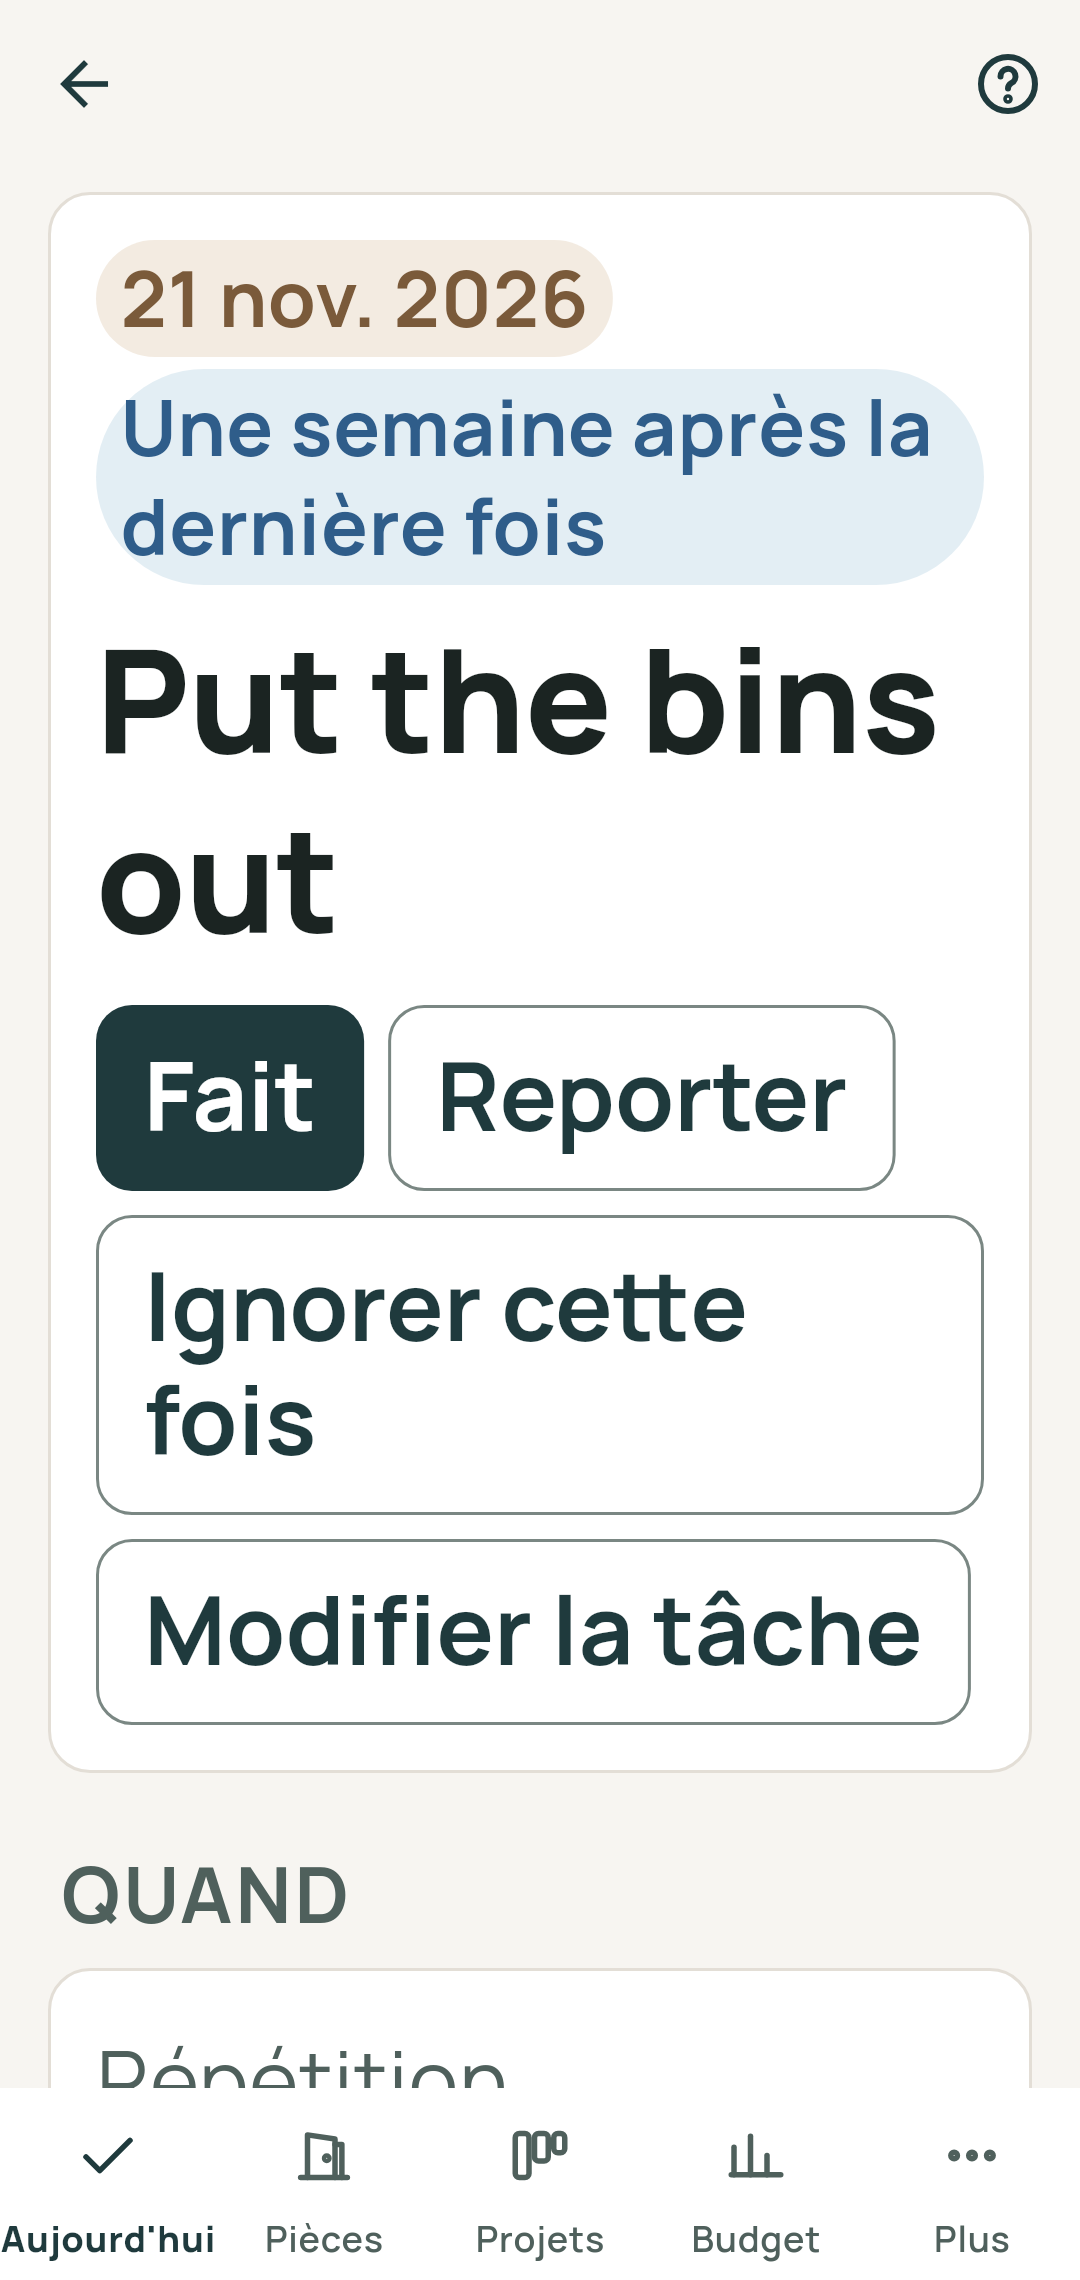 21 nov. 2026
Une semaine après la
dernière fois
Put the bins
out
Fait
Reporter
Ignorer cette
fois
Modifier la tâche
QUAND
Répétition
Aujourd'hui
Pièces
Projets
Budget
Plus